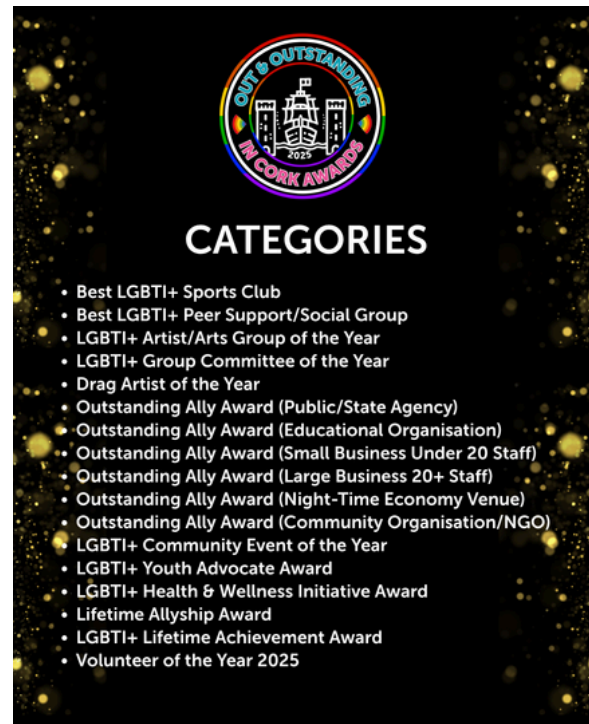 OUT & OUTSTANDING
2025
IN CORK AWARDS
CATEGORIES
• Best LGBTI+ Sports Club
• Best LGBTI+ Peer Support/Social Group
• LGBTI+ Artist/Arts Group of the Year
• LGBTI+ Group Committee of the Year
• Drag Artist of the Year
• Outstanding Ally Award (Public/State Agency)
• Outstanding Ally Award (Educational Organisation)
• Outstanding Ally Award (Small Business Under 20 Staff)
• Outstanding Ally Award (Large Business 20+ Staff)
• Outstanding Ally Award (Night-Time Economy Venue)
• Outstanding Ally Award (Community Organisation/NGO)
• LGBTI+ Community Event of the Year
• LGBTI+ Youth Advocate Award
• LGBTI+ Health & Wellness Initiative Award
• Lifetime Allyship Award
• LGBTI+ Lifetime Achievement Award
• Volunteer of the Year 2025